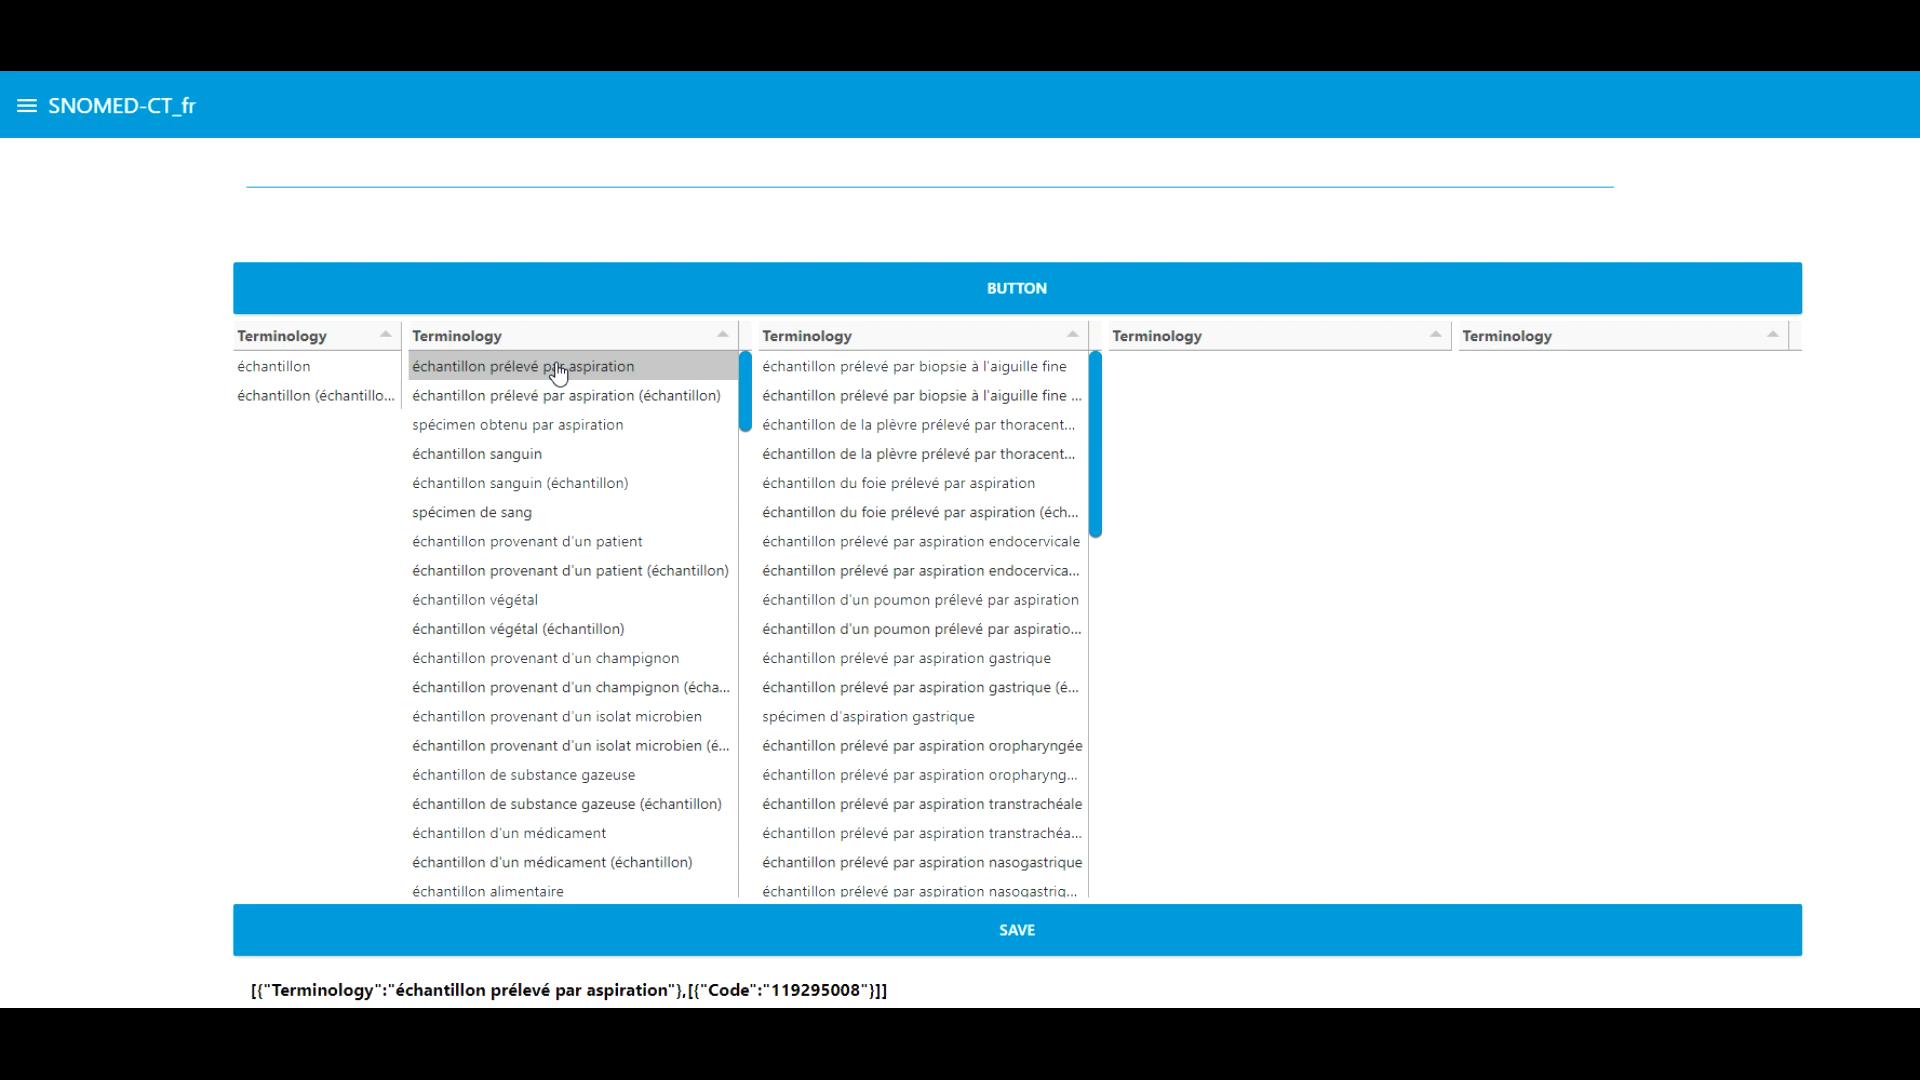 SNOMED-CT_fr
BUTTON
Terminology
échantillon
échantillon (échantillo...
Terminology
échantillon prélevé par aspiration
échantillon prélevé par aspiration (échantillon)
spécimen obtenu par aspiration
échantillon sanguin
échantillon sanguin (échantillon)
spécimen de sang
échantillon provenant d'un patient
échantillon provenant d'un patient (échantillon)
échantillon végétal
échantillon végétal (échantillon)
échantillon provenant d'un champignon
échantillon provenant d'un champignon (écha...
échantillon provenant d'un isolat microbien
échantillon provenant d'un isolat microbien (é...
échantillon de substance gazeuse
échantillon de substance gazeuse (échantillon)
échantillon d'un médicament
échantillon d'un médicament (échantillon)
échantillon alimentaire
Terminology
échantillon prélevé par biopsie à l'aiguille fine
échantillon prélevé par biopsie à l'aiguille fine ...
échantillon de la plèvre prélevé par thoracent...
échantillon de la plèvre prélevé par thoracent...
échantillon du foie prélevé par aspiration
échantillon du foie prélevé par aspiration (éch...
échantillon prélevé par aspiration endocervicale
échantillon prélevé par aspiration endocervica...
échantillon d'un poumon prélevé par aspiration
échantillon d'un poumon prélevé par aspiratio...
échantillon prélevé par aspiration gastrique
échantillon prélevé par aspiration gastrique (é...
spécimen d'aspiration gastrique
échantillon prélevé par aspiration oropharyngée
échantillon prélevé par aspiration oropharyng...
échantillon prélevé par aspiration transtrachéale
échantillon prélevé par aspiration transtrachéa...
échantillon prélevé par aspiration nasogastrique
échantillon prélevé par aspiration nasogastriq...
Terminology
Terminology
SAVE
[{"Terminology":"échantillon prélevé par aspiration"},[{"Code":"119295008"}]]